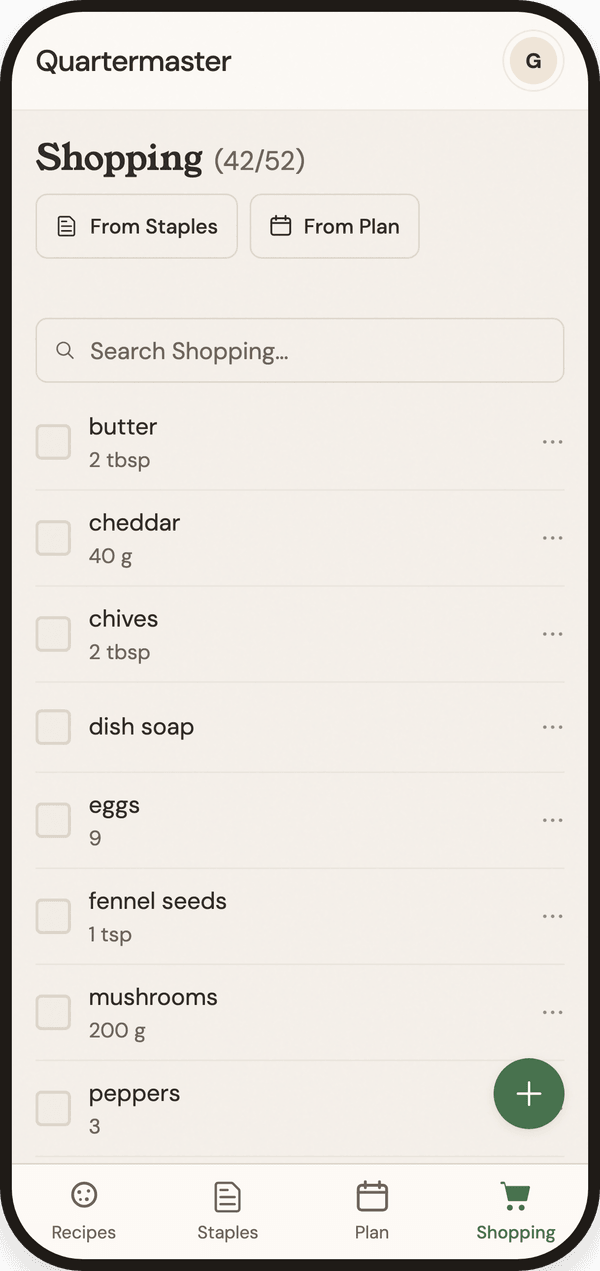 Quartermaster
G
Shopping (42/52)
From Staples
From Plan
Search Shopping...
butter
2 tbsp
cheddar
40 g
chives
2 tbsp
dish soap
eggs
9
fennel seeds
1 tsp
mushrooms
200 g
peppers
3
Recipes
Staples
Plan
Shopping